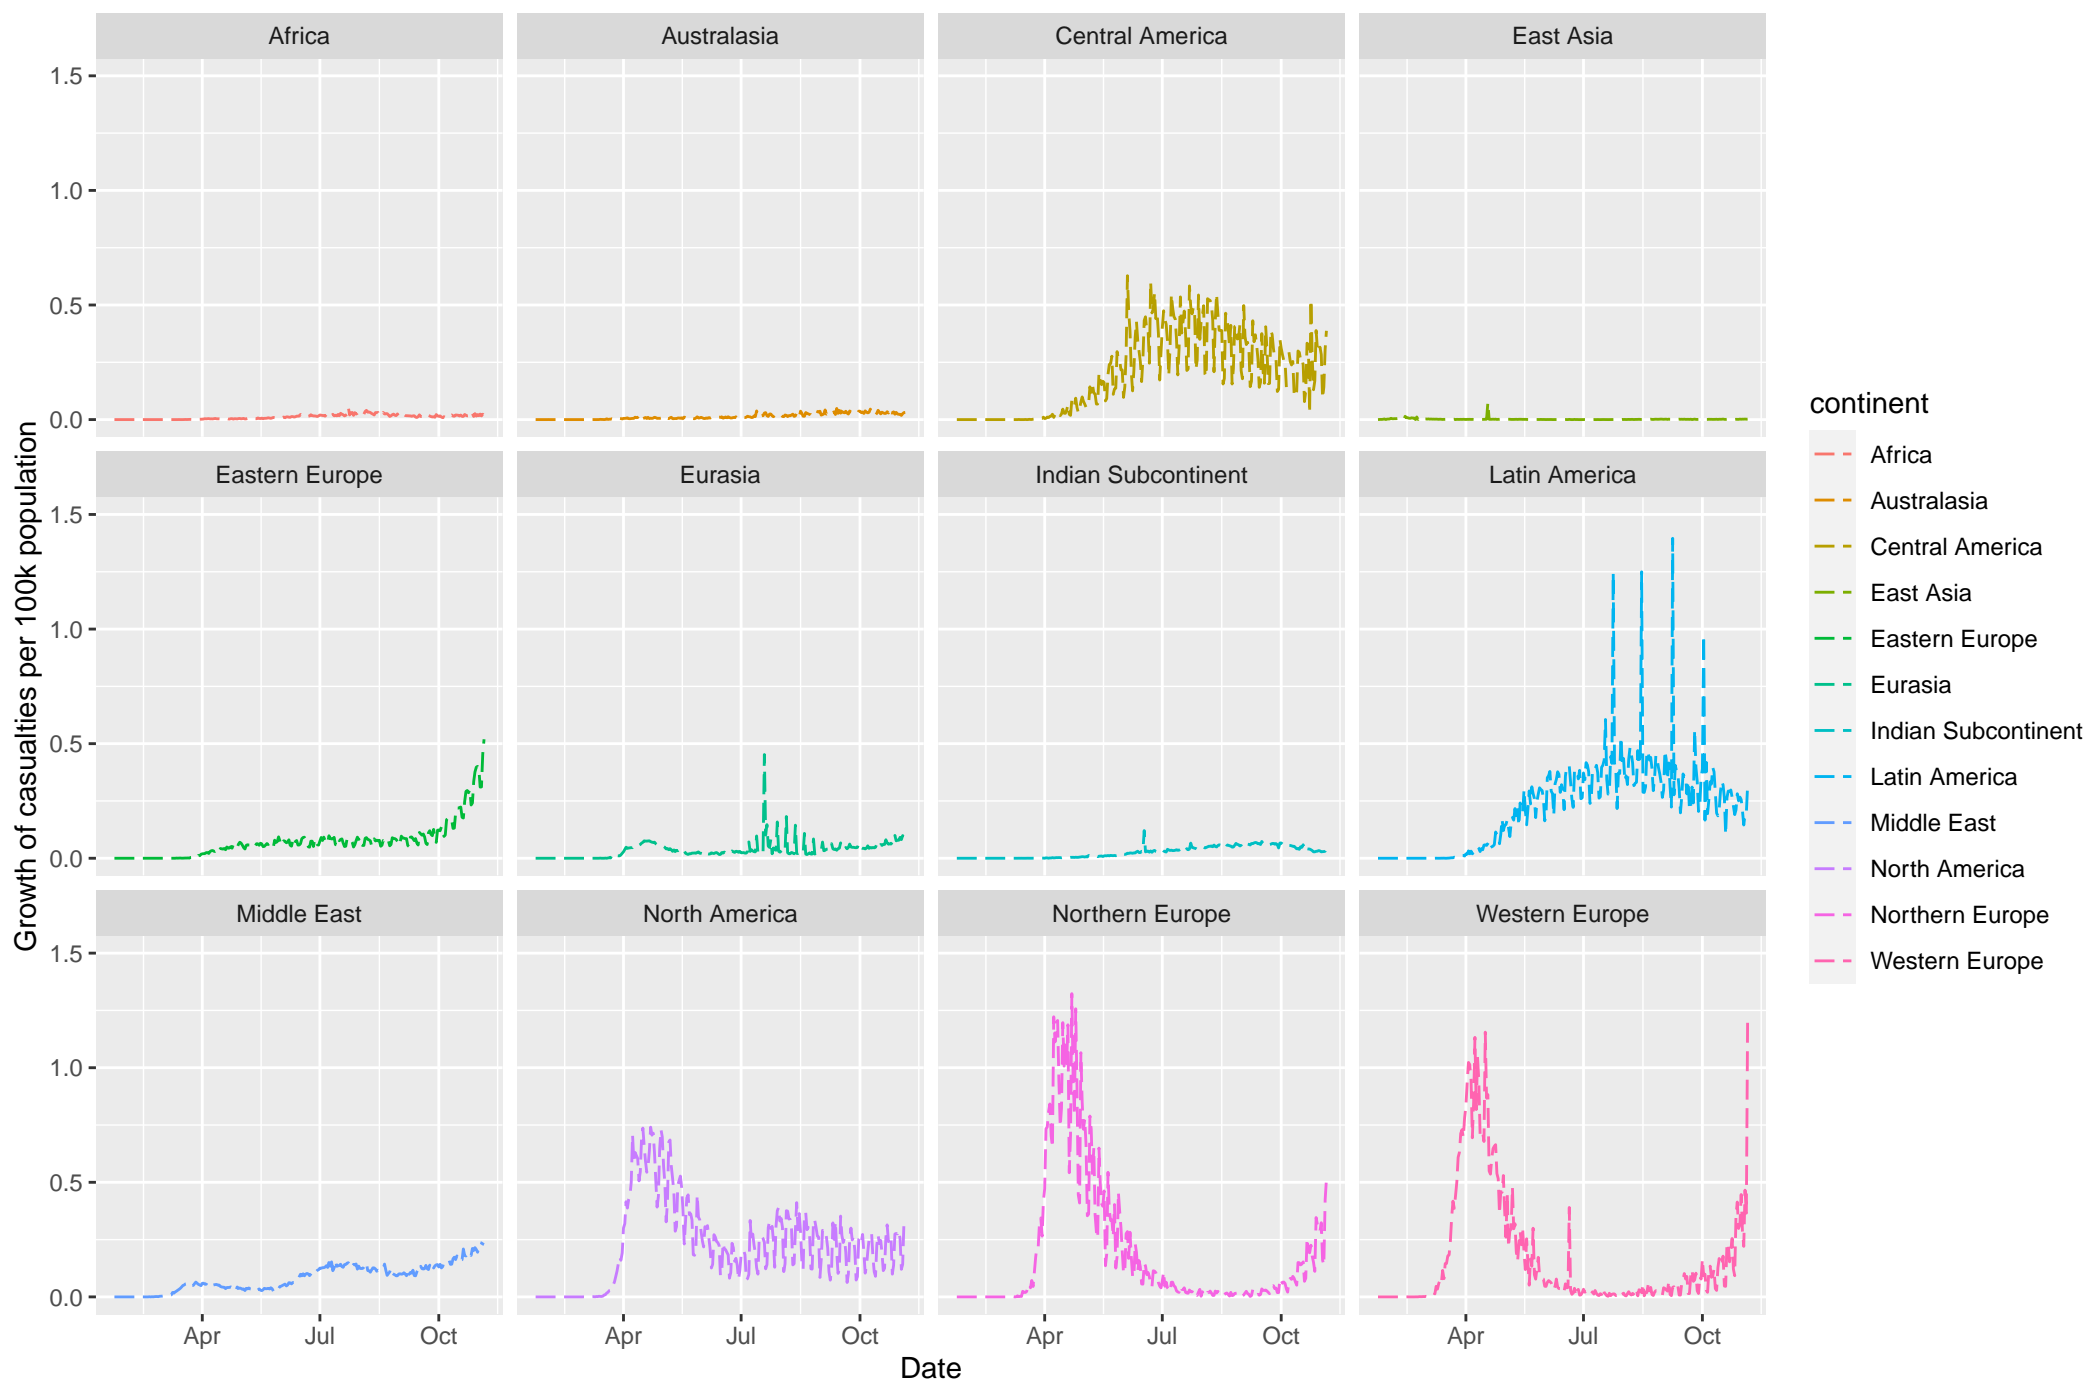 Africa
Australasia
Central America
East Asia
1.5
1.0
0.5
0.0
Eastern Europe
Eurasia
Indian Subcontinent
Latin America
1.5
1.0
0.5
0.0
Middle East
North America
Northern Europe
Western Europe
1.5
1.0
0.5
0.0
Apr Jul Oct
Apr Jul Oct
Apr Jul Oct
Apr Jul Oct
Date
Growth of casualties per 100k population
continent
Africa
Australasia
Central America
East Asia
Eastern Europe
Eurasia
Indian Subcontinent
Latin America
Middle East
North America
Northern Europe
Western Europe